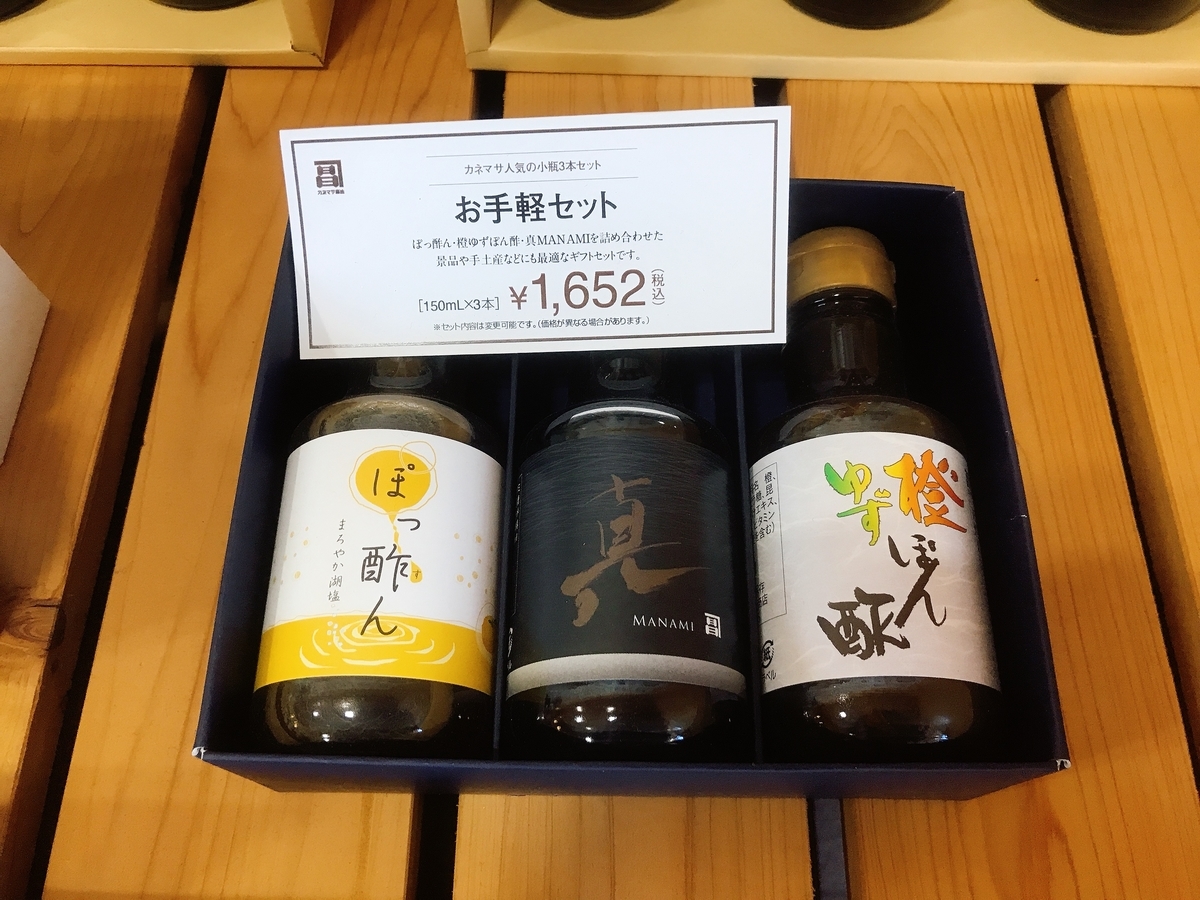 カネマサ人気の小瓶3本セット
お手軽セット
ぽっ酢ん・橙ゆずぽん酢・真MANAMIを詰め合わせた
景品や手土産などにも最適なギフトセットです。
[150mL×3本] ¥1,652(税込)
※セット内容は変更可能です。(価格が異なる場合があります。)
ぽっ酢ん
す
まろやか湖塩
真
MANAMI
橙
ゆず
ぽん
酢